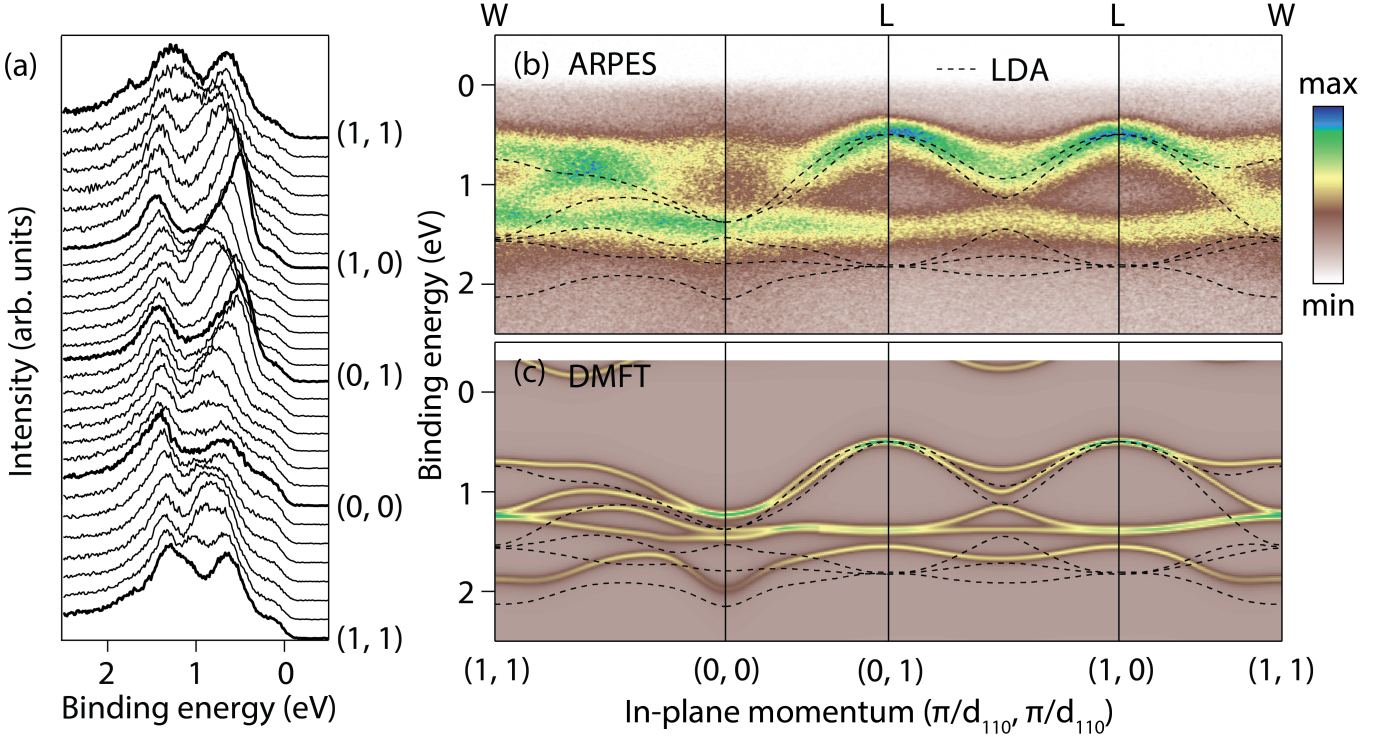 (a)
Intensity (arb. units)
(1, 1)
(1, 0)
(0, 1)
(0, 0)
(1, 1)
2 1 0
Binding energy (eV)
W L L W
(b) ARPES
LDA
0
1
2
Binding energy (eV)
max
min
(c) DMFT
0
1
2
(1, 1) (0, 0) (0, 1) (1, 0) (1, 1)
In-plane momentum (π/d110, π/d110)